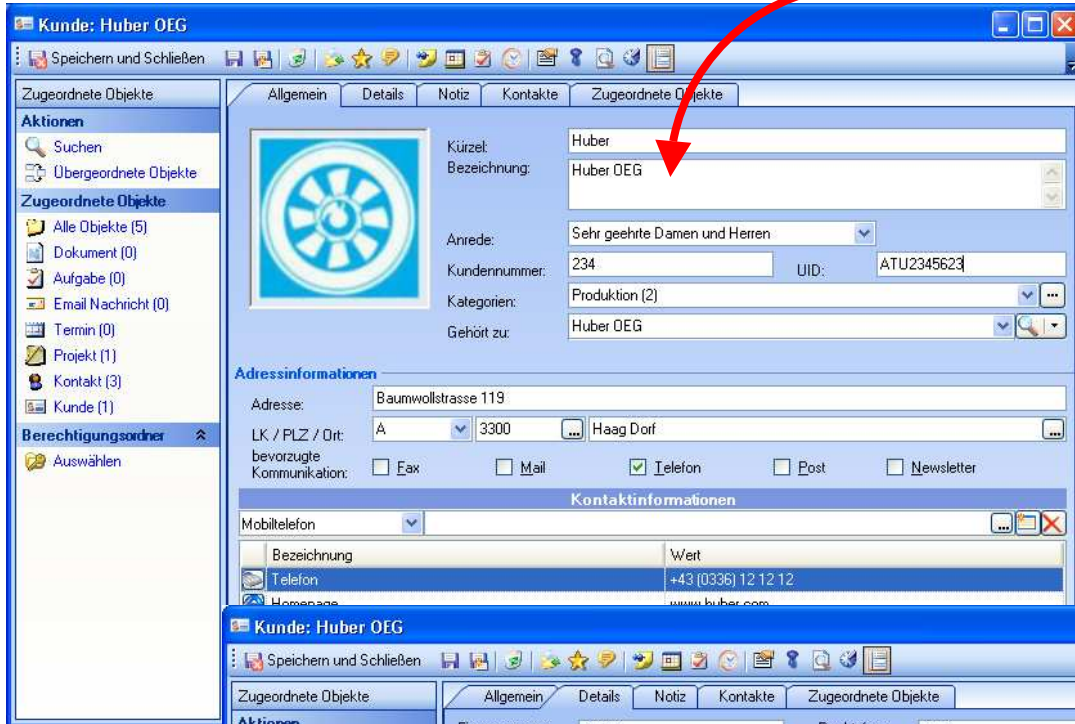 Kunde: Huber OEG
Speichern und Schließen
Zugeordnete Objekte
Aktionen
Suchen
Übergeordnete Objekte
Zugeordnete Objekte
Alle Objekte (5)
Dokument (0)
Aufgabe (0)
Email Nachricht (0)
Termin (0)
Projekt (1)
Kontakt (3)
Kunde (1)
Berechtigungsordner
Auswählen
Allgemein Details Notiz Kontakte Zugeordnete Objekte
Kürzel: Huber
Bezeichnung: Huber OEG
Anrede: Sehr geehrte Damen und Herren
Kundennummer: 234 UID: ATU2345623
Kategorien: Produktion (2)
Gehört zu: Huber OEG
Adressinformationen
Adresse: Baumwollstrasse 119
LK / PLZ / Ort: A 3300 ... Haag Dorf ...
bevorzugte
Kommunikation: Fax Mail Telefon Post Newsletter
Kontaktinformationen
Mobiltelefon
Bezeichnung Wert
Telefon +43 (0336) 12 12 12
Homepage www.huber.com
Kunde: Huber OEG
Speichern und Schließen
Zugeordnete Objekte
Allgemein Details Notiz Kontakte Zugeordnete Objekte
Aktionen